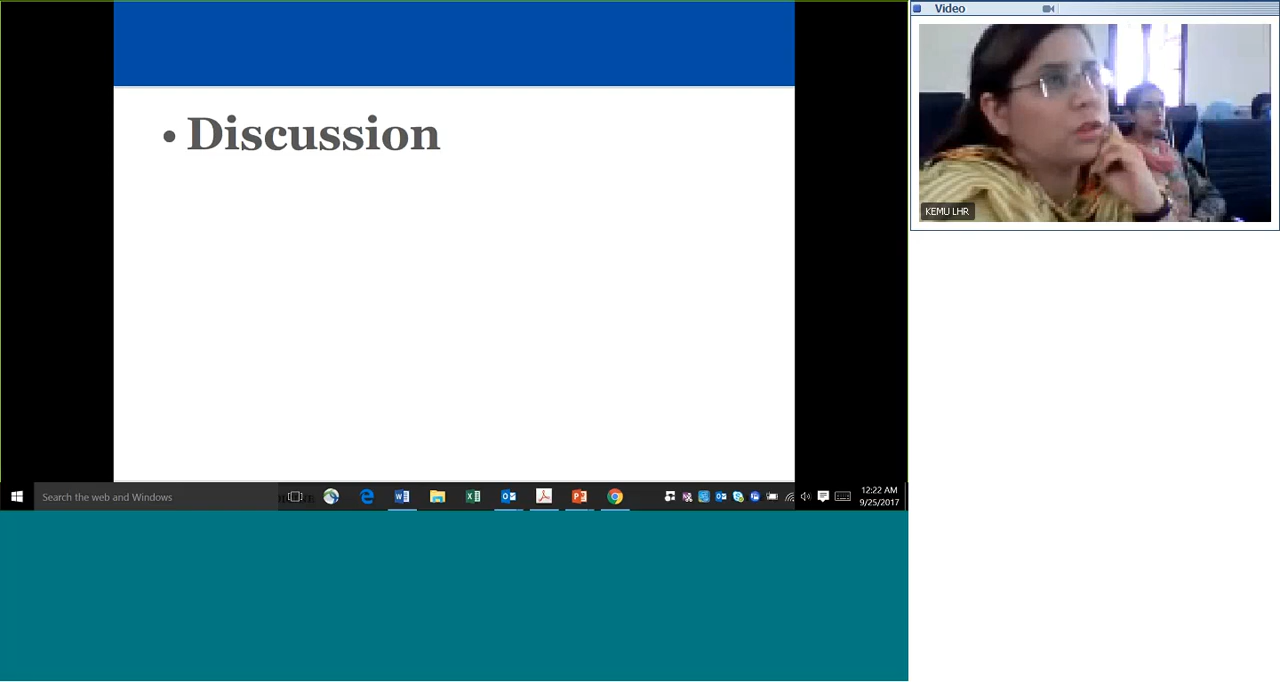 • Discussion
Video
KEMU LHR
Search the web and Windows
12:22 AM
9/25/2017